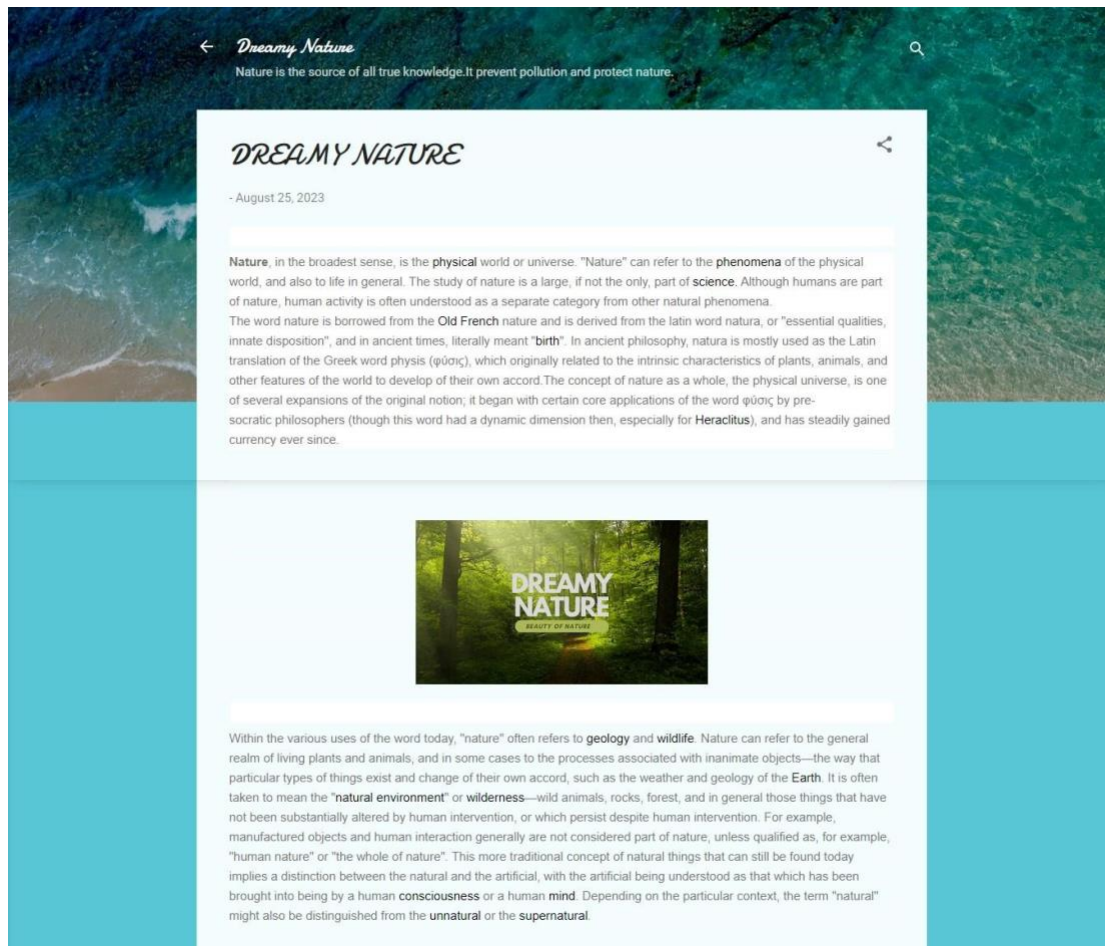 Dreamy Nature
Nature is the source of all true knowledge.It prevent pollution and protect nature.
DREAMY NATURE
- August 25, 2023
Nature, in the broadest sense, is the physical world or universe. "Nature" can refer to the phenomena of the physical
world, and also to life in general. The study of nature is a large, if not the only, part of science. Although humans are part
of nature, human activity is often understood as a separate category from other natural phenomena.
The word nature is borrowed from the Old French nature and is derived from the latin word natura, or "essential qualities,
innate disposition", and in ancient times, literally meant "birth". In ancient philosophy, natura is mostly used as the Latin
translation of the Greek word physis (φύσις), which originally related to the intrinsic characteristics of plants, animals, and
other features of the world to develop of their own accord.The concept of nature as a whole, the physical universe, is one
of several expansions of the original notion; it began with certain core applications of the word φύσις by pre-
socratic philosophers (though this word had a dynamic dimension then, especially for Heraclitus), and has steadily gained
currency ever since.
DREAMY
NATURE
BEAUTY OF NATURE
Within the various uses of the word today, "nature" often refers to geology and wildlife. Nature can refer to the general
realm of living plants and animals, and in some cases to the processes associated with inanimate objects—the way that
particular types of things exist and change of their own accord, such as the weather and geology of the Earth. It is often
taken to mean the "natural environment" or wilderness—wild animals, rocks, forest, and in general those things that have
not been substantially altered by human intervention, or which persist despite human intervention. For example,
manufactured objects and human interaction generally are not considered part of nature, unless qualified as, for example,
"human nature" or "the whole of nature". This more traditional concept of natural things that can still be found today
implies a distinction between the natural and the artificial, with the artificial being understood as that which has been
brought into being by a human consciousness or a human mind. Depending on the particular context, the term "natural"
might also be distinguished from the unnatural or the supernatural.